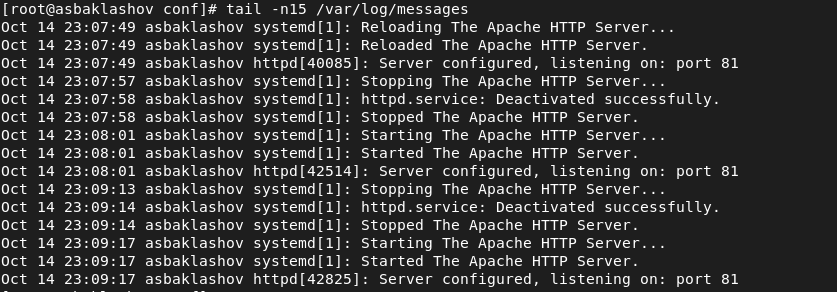 [root@asbaklashov conf]# tail -n15 /var/log/messages
Oct 14 23:07:49 asbaklashov systemd[1]: Reloading The Apache HTTP Server...
Oct 14 23:07:49 asbaklashov systemd[1]: Reloaded The Apache HTTP Server.
Oct 14 23:07:49 asbaklashov httpd[40085]: Server configured, listening on: port 81
Oct 14 23:07:57 asbaklashov systemd[1]: Stopping The Apache HTTP Server...
Oct 14 23:07:58 asbaklashov systemd[1]: httpd.service: Deactivated successfully.
Oct 14 23:07:58 asbaklashov systemd[1]: Stopped The Apache HTTP Server.
Oct 14 23:08:01 asbaklashov systemd[1]: Starting The Apache HTTP Server...
Oct 14 23:08:01 asbaklashov systemd[1]: Started The Apache HTTP Server.
Oct 14 23:08:01 asbaklashov httpd[42514]: Server configured, listening on: port 81
Oct 14 23:09:13 asbaklashov systemd[1]: Stopping The Apache HTTP Server...
Oct 14 23:09:14 asbaklashov systemd[1]: httpd.service: Deactivated successfully.
Oct 14 23:09:14 asbaklashov systemd[1]: Stopped The Apache HTTP Server.
Oct 14 23:09:17 asbaklashov systemd[1]: Starting The Apache HTTP Server...
Oct 14 23:09:17 asbaklashov systemd[1]: Started The Apache HTTP Server.
Oct 14 23:09:17 asbaklashov httpd[42825]: Server configured, listening on: port 81